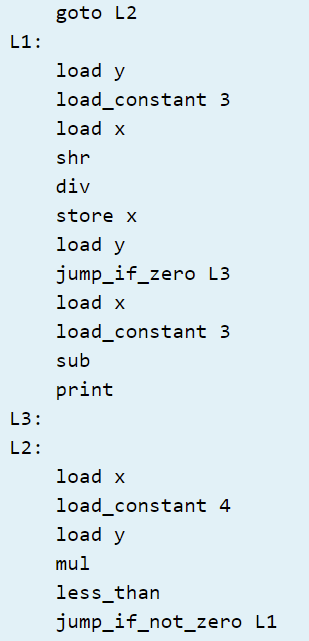 goto L2
L1:
load y
load_constant 3
load x
shr
div
store x
load y
jump_if_zero L3
load x
load_constant 3
sub
print
L3:
L2:
load x
load_constant 4
load y
mul
less_than
jump_if_not_zero L1